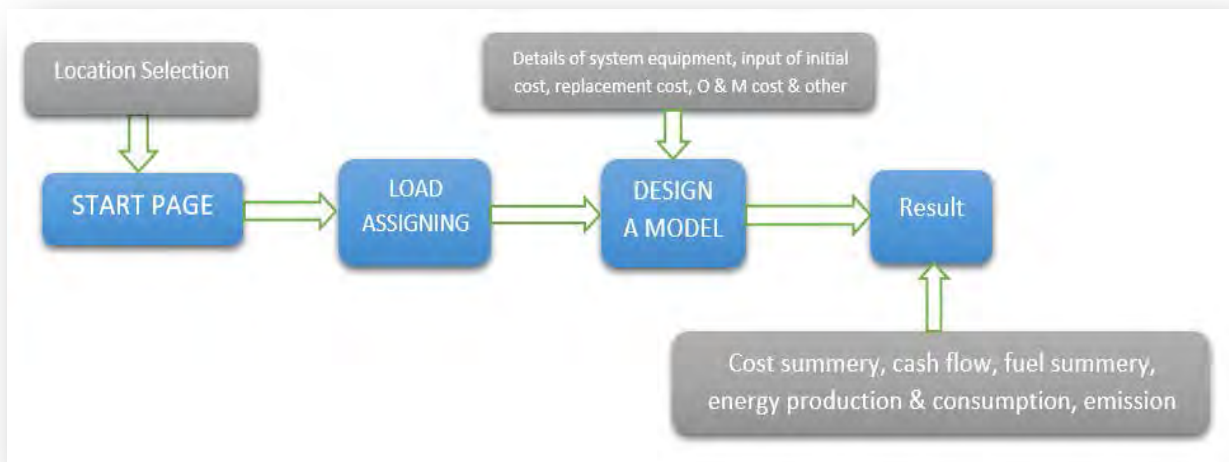 Location Selection
Details of system equipment, input of initial
cost, replacement cost, O & M cost & other
START PAGE
LOAD
ASSIGNING
DESIGN
A MODEL
Result
Cost summery, cash flow, fuel summery,
energy production & consumption, emission